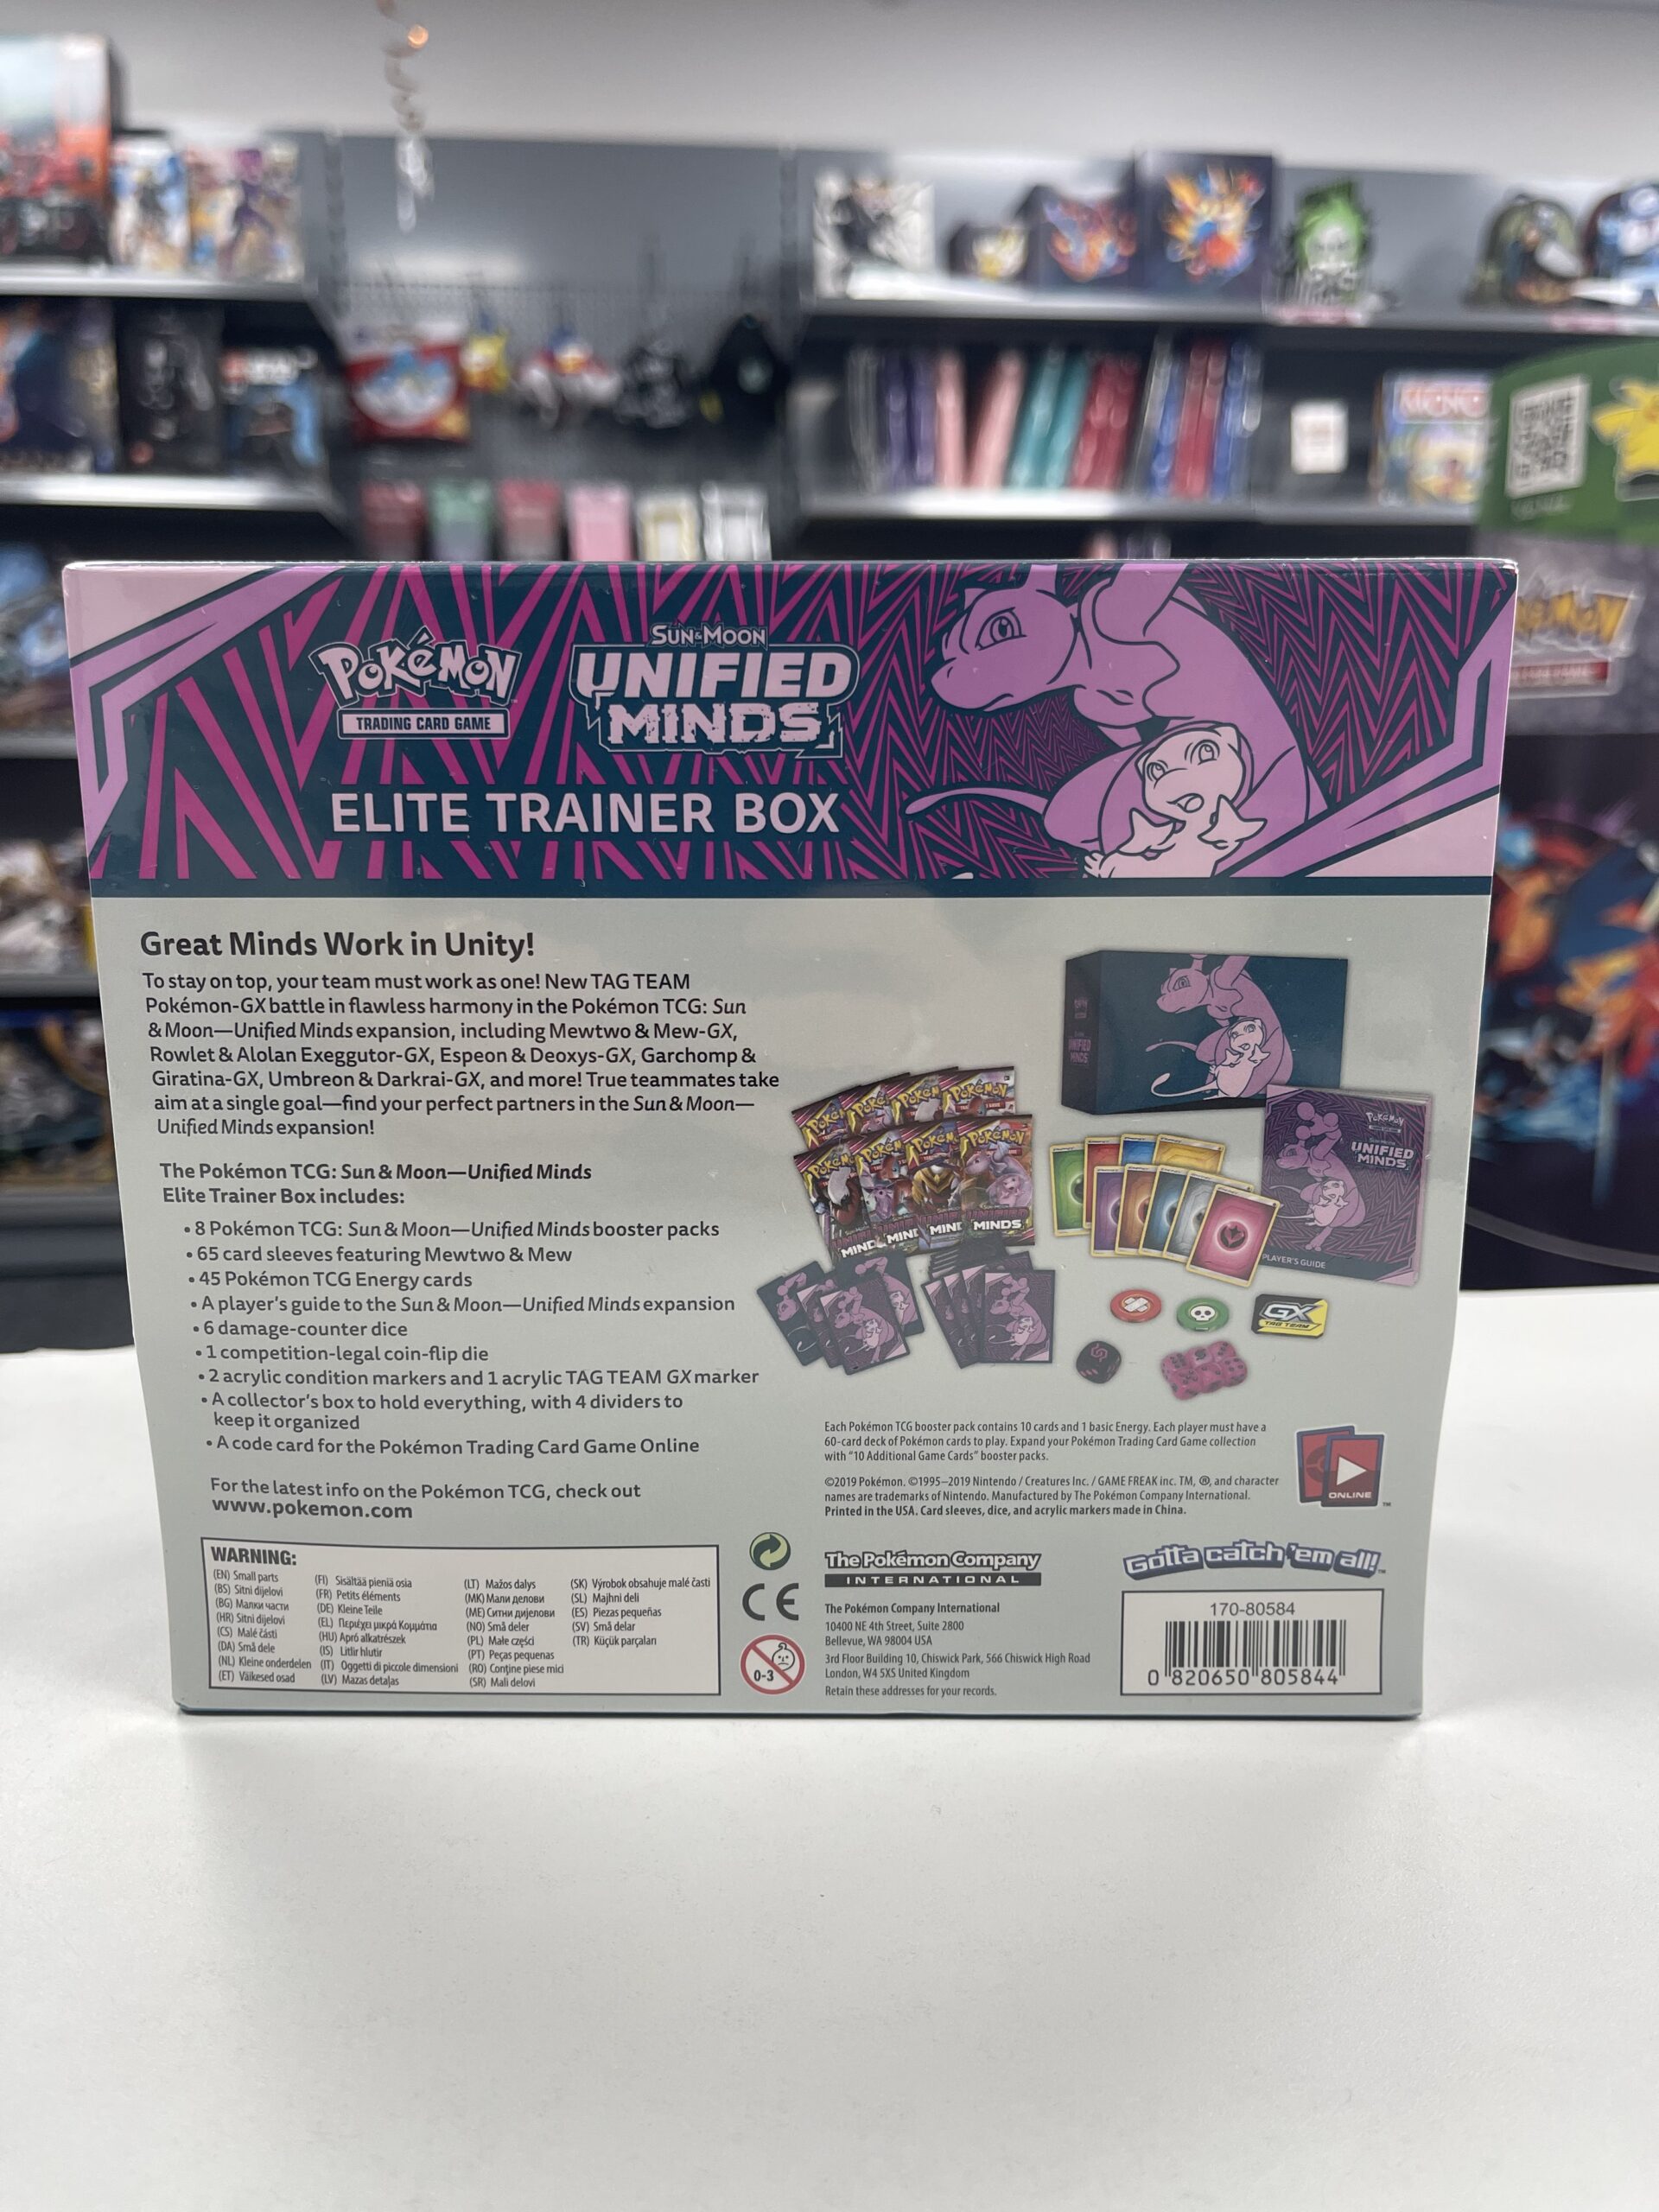 Pokémon
TRADING CARD GAME
SUN & MOON
UNIFIED
MINDS
ELITE TRAINER BOX
Great Minds Work in Unity!
To stay on top, your team must work as one! New TAG TEAM
Pokémon-GX battle in flawless harmony in the Pokémon TCG: Sun
& Moon—Unified Minds expansion, including Mewtwo & Mew-GX,
Rowlet & Alolan Exeggutor-GX, Espeon & Deoxys-GX, Garchomp &
Giratina-GX, Umbreon & Darkrai-GX, and more! True teammates take
aim at a single goal—find your perfect partners in the Sun & Moon—
Unified Minds expansion!
The Pokémon TCG: Sun & Moon—Unified Minds
Elite Trainer Box includes:
• 8 Pokémon TCG: Sun & Moon—Unified Minds booster packs
• 65 card sleeves featuring Mewtwo & Mew
• 45 Pokémon TCG Energy cards
• A player's guide to the Sun & Moon—Unified Minds expansion
• 6 damage-counter dice
• 1 competition-legal coin-flip die
• 2 acrylic condition markers and 1 acrylic TAG TEAM GX marker
• A collector's box to hold everything, with 4 dividers to
keep it organized
• A code card for the Pokémon Trading Card Game Online
For the latest info on the Pokémon TCG, check out
www.pokemon.com
UNIFIED
MINDS
Pokémon
UNIFIED
MINDS
PLAYER'S GUIDE
Pokémon
MINDS
GX
TAG TEAM
Each Pokémon TCG booster pack contains 10 cards and 1 basic Energy. Each player must have a
60-card deck of Pokémon cards to play. Expand your Pokémon Trading Card Game collection
with "10 Additional Game Cards" booster packs.
©2019 Pokémon. ©1995–2019 Nintendo / Creatures Inc. / GAME FREAK inc. TM, ®, and character
names are trademarks of Nintendo. Manufactured by The Pokémon Company International.
Printed in the USA. Card sleeves, dice, and acrylic markers made in China.
ONLINE
TM
WARNING:
(EN) Small parts
(BS) Sitni dijelovi
(BG) Малки части
(HR) Sitni dijelovi
(CS) Malé části
(DA) Små dele
(NL) Kleine onderdelen
(ET) Väikesed osad
(FI) Sisältää pieniä osia
(FR) Petits éléments
(DE) Kleine Teile
(EL) Περιέχει μικρά Κομμάτια
(HU) Apró alkatrészek
(IS) Litlir hlutir
(IT) Oggetti di piccole dimensioni
(LV) Mazas detaļas
(LT) Mažos dalys
(MK) Мали делови
(ME) Ситни дијелови
(NO) Små deler
(PL) Małe części
(PT) Peças pequenas
(RO) Conține piese mici
(SR) Mali delovi
(SK) Výrobok obsahuje malé časti
(SL) Majhni deli
(ES) Piezas pequeñas
(SV) Små delar
(TR) Küçük parçaları
CE
0-3
The Pokémon Company
INTERNATIONAL
The Pokémon Company International
10400 NE 4th Street, Suite 2800
Bellevue, WA 98004 USA
3rd Floor Building 10, Chiswick Park, 566 Chiswick High Road
London, W4 5XS United Kingdom
Retain these addresses for your records.
Gotta catch 'em all!
170-80584
0 820650 805844
Pokémon